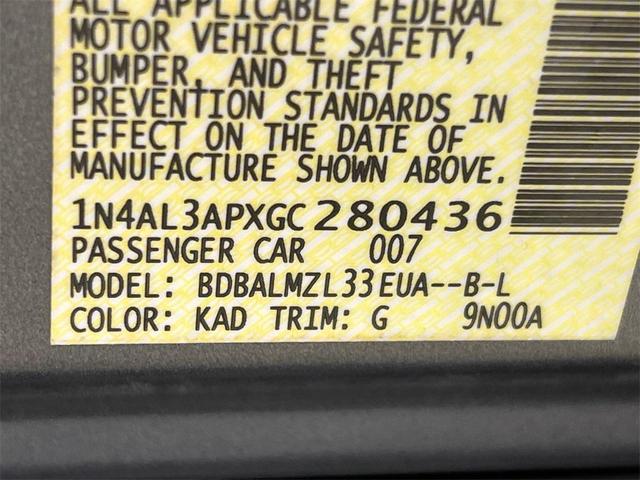 ALL APPLICABLE FEDERAL
MOTOR VEHICLE SAFETY,
BUMPER, AND THEFT
PREVENTION STANDARDS IN
EFFECT ON THE DATE OF
MANUFACTURE SHOWN ABOVE.
1N4AL3APXGC280436
PASSENGER CAR 007
MODEL: BDBALMZL33EUA--B-L
COLOR: KAD TRIM: G 9N00A